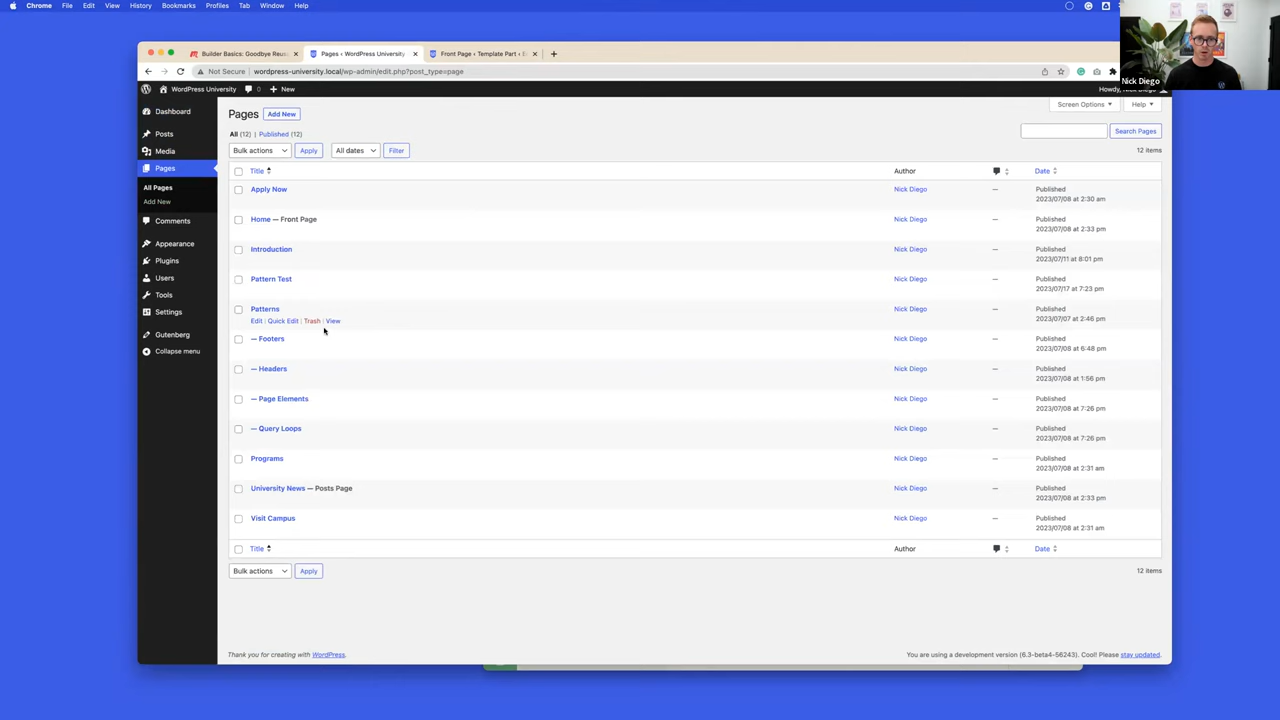 Chrome File Edit View History Bookmarks Profiles Tab Window Help
Builder Basics: Goodbye Reus
Pages ‹ WordPress University
Front Page ‹ Template Part ‹ E
Not Secure wordpress-university.local/wp-admin/edit.php?post_type=page
Nick Diego
WordPress University 0 New
Howdy, Nick Diego
Dashboard
Posts
Media
Pages
All Pages
Add New
Comments
Appearance
Plugins
Users
Tools
Settings
Gutenberg
Collapse menu
Pages Add New
Screen Options Help
All (12) | Published (12)
Search Pages
Bulk actions Apply All dates Filter 12 items
Title Author Date
Apply Now Nick Diego — Published
2023/07/08 at 2:30 am
Home — Front Page Nick Diego — Published
2023/07/08 at 2:33 pm
Introduction Nick Diego — Published
2023/07/11 at 8:01 pm
Pattern Test Nick Diego — Published
2023/07/17 at 7:23 pm
Patterns Nick Diego — Published
Edit | Quick Edit | Trash | View 2023/07/07 at 2:46 pm
— Footers Nick Diego — Published
2023/07/08 at 6:48 pm
— Headers Nick Diego — Published
2023/07/08 at 1:56 pm
— Page Elements Nick Diego — Published
2023/07/08 at 7:26 pm
— Query Loops Nick Diego — Published
2023/07/08 at 7:26 pm
Programs Nick Diego — Published
2023/07/08 at 2:31 am
University News — Posts Page Nick Diego — Published
2023/07/08 at 2:33 pm
Visit Campus Nick Diego — Published
2023/07/08 at 2:31 am
Title Author Date
Bulk actions Apply 12 items
Thank you for creating with WordPress.
You are using a development version (6.3-beta4-56243). Cool! Please stay updated.